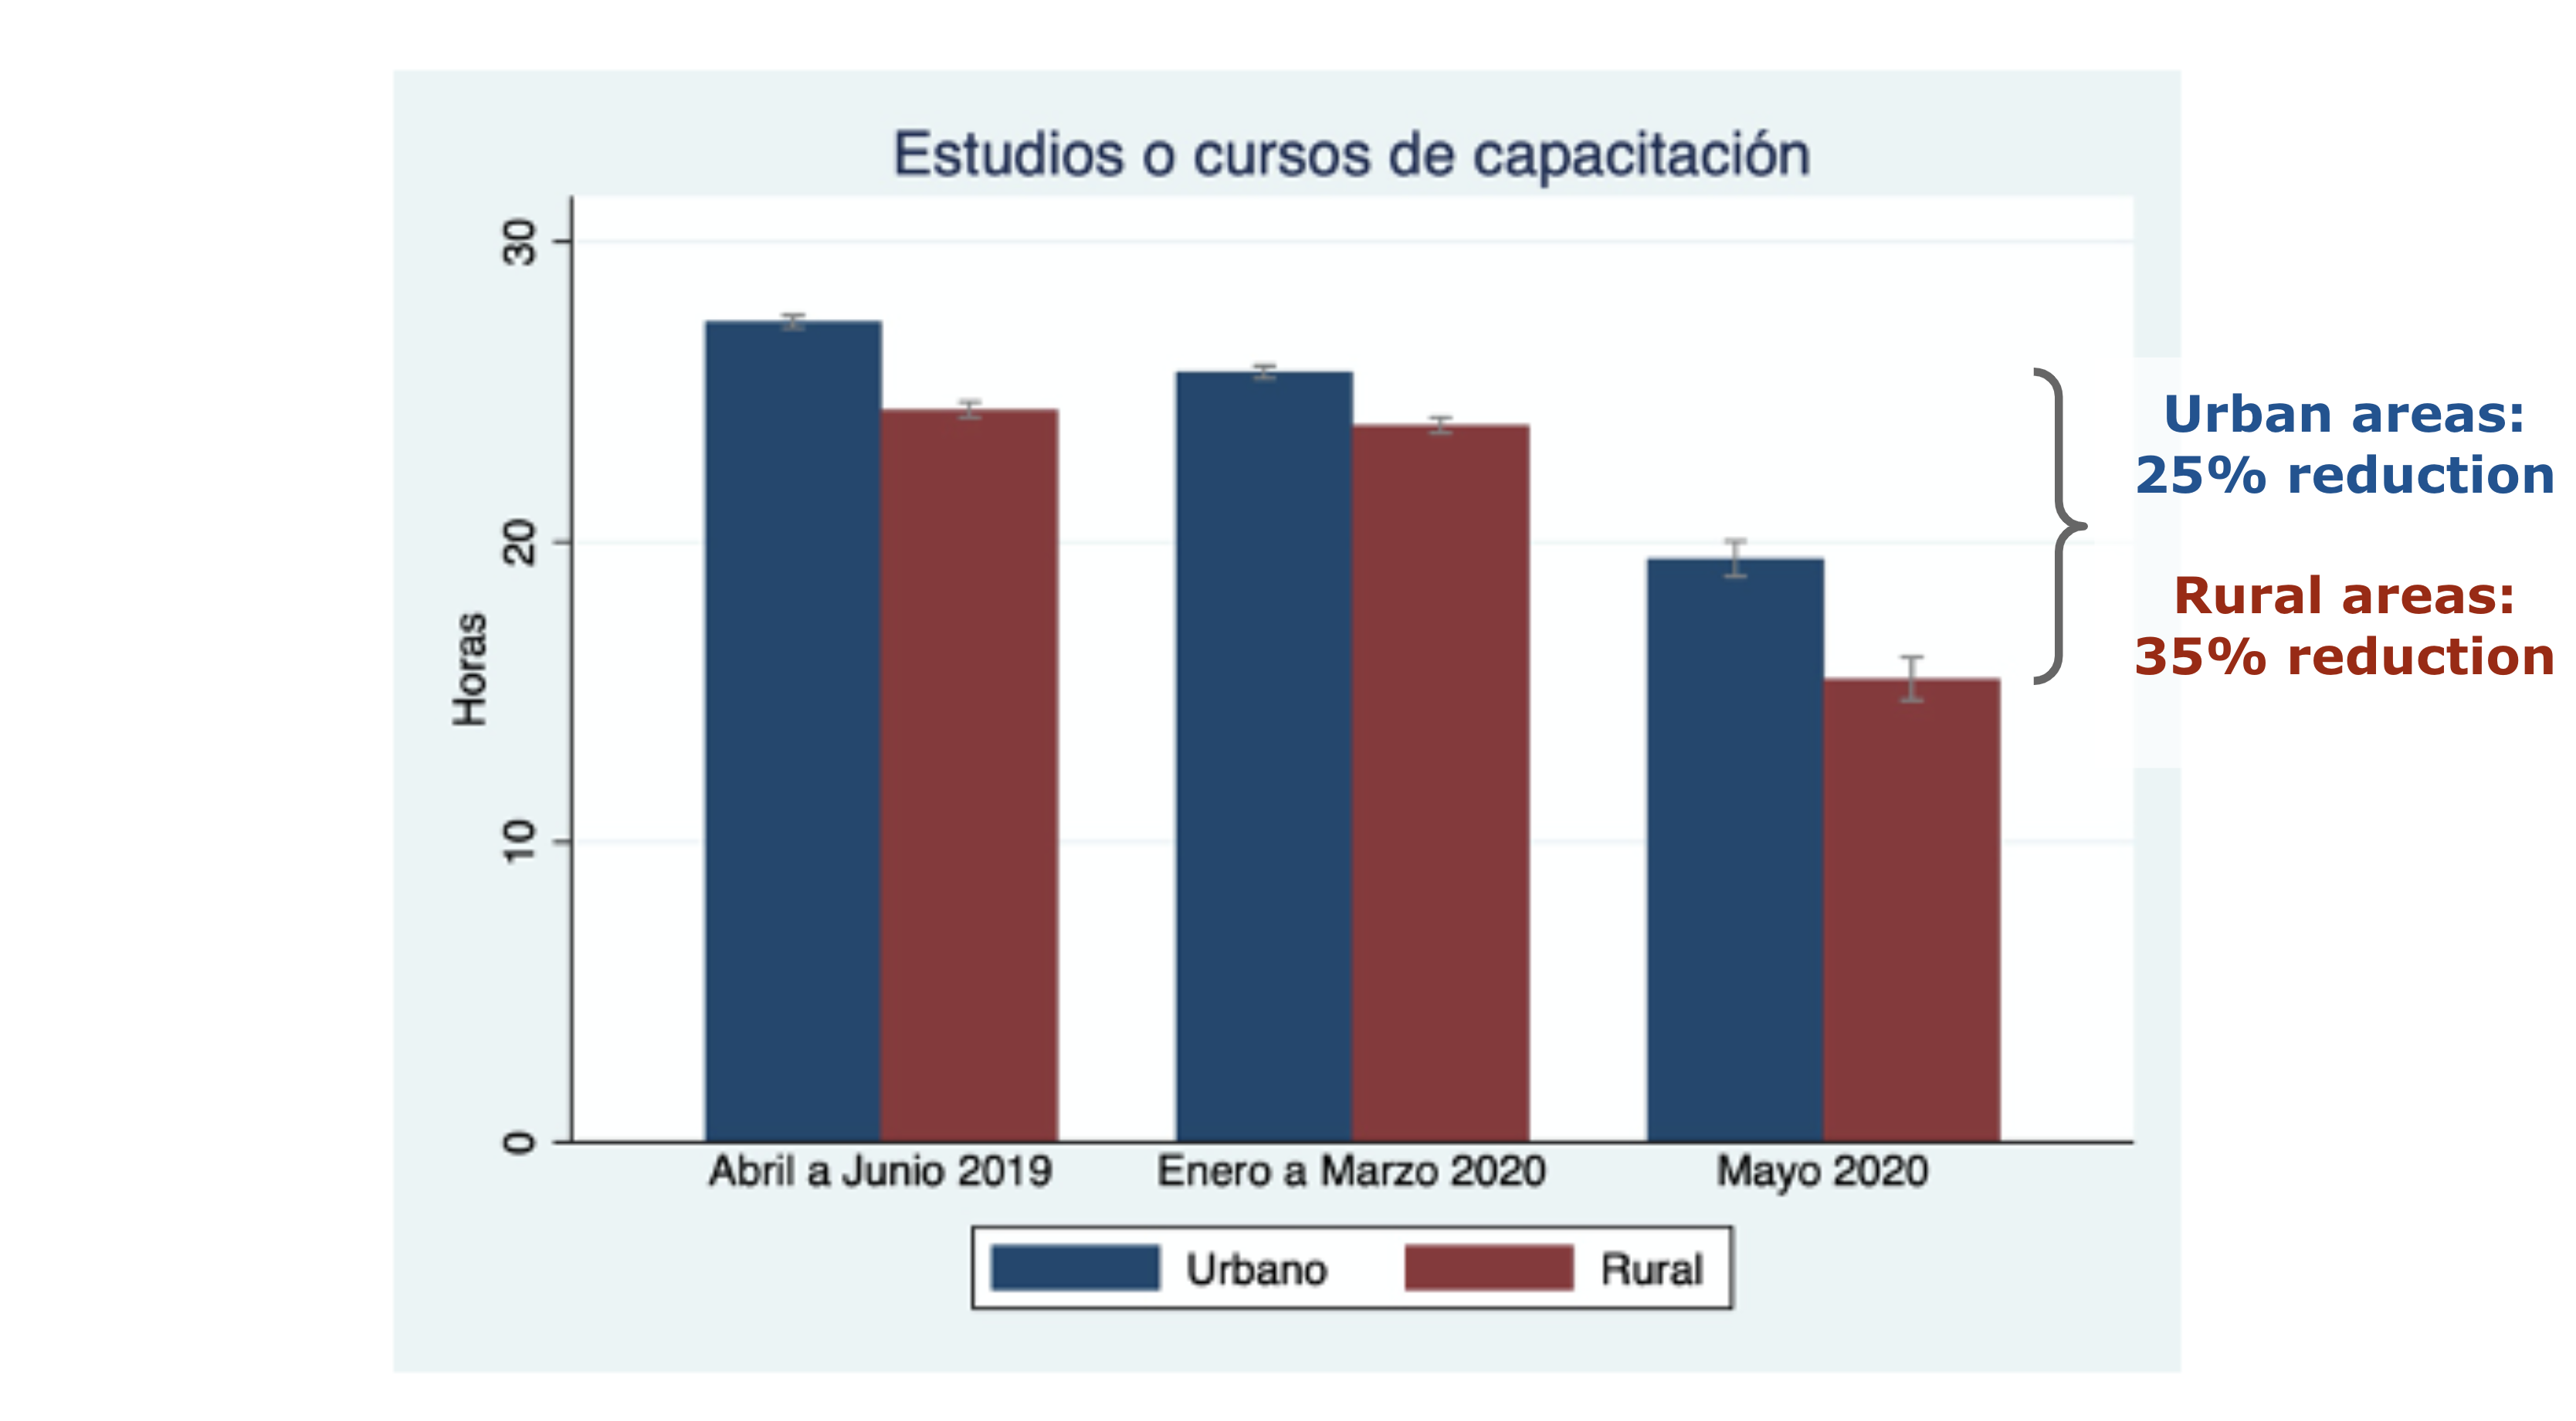 Estudios o cursos de capacitación
30
20
10
0
Horas
Urban areas:
25% reduction
Rural areas:
35% reduction
Abril a Junio 2019
Enero a Marzo 2020
Mayo 2020
Urbano
Rural